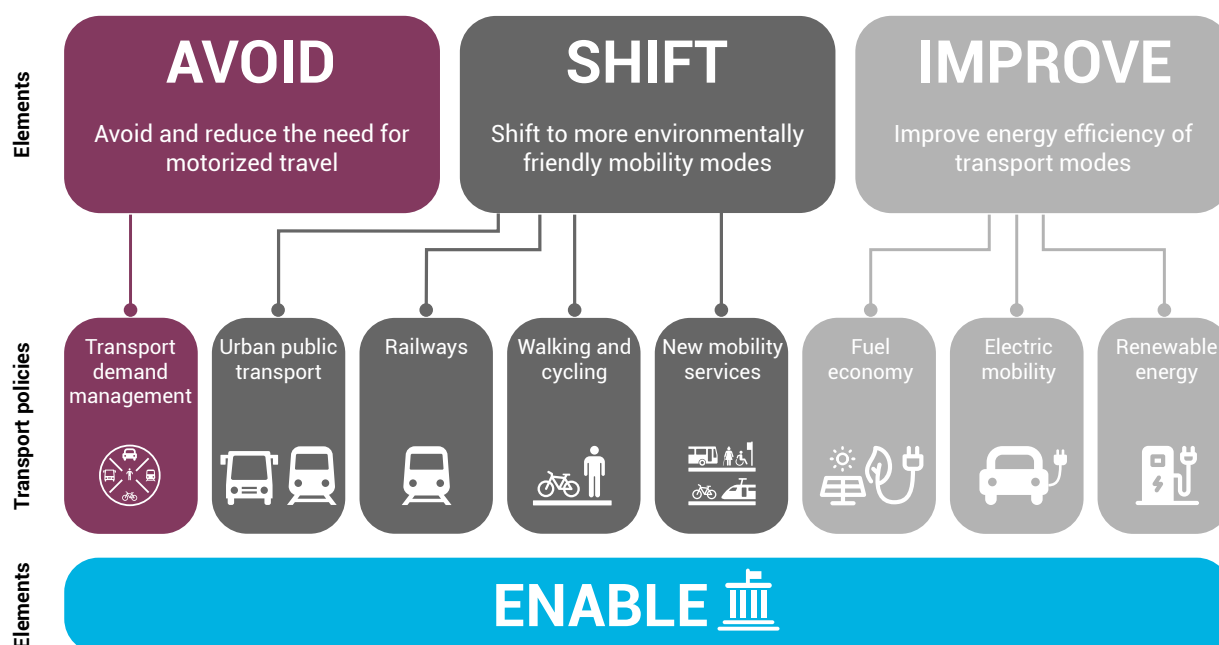 Elements
AVOID
Avoid and reduce the need for
motorized travel
SHIFT
Shift to more environmentally
friendly mobility modes
IMPROVE
Improve energy efficiency of
transport modes
Transport policies
Transport
demand
management
Urban public
transport
Railways
Walking and
cycling
New mobility
services
Fuel
economy
Electric
mobility
Renewable
energy
Elements
ENABLE